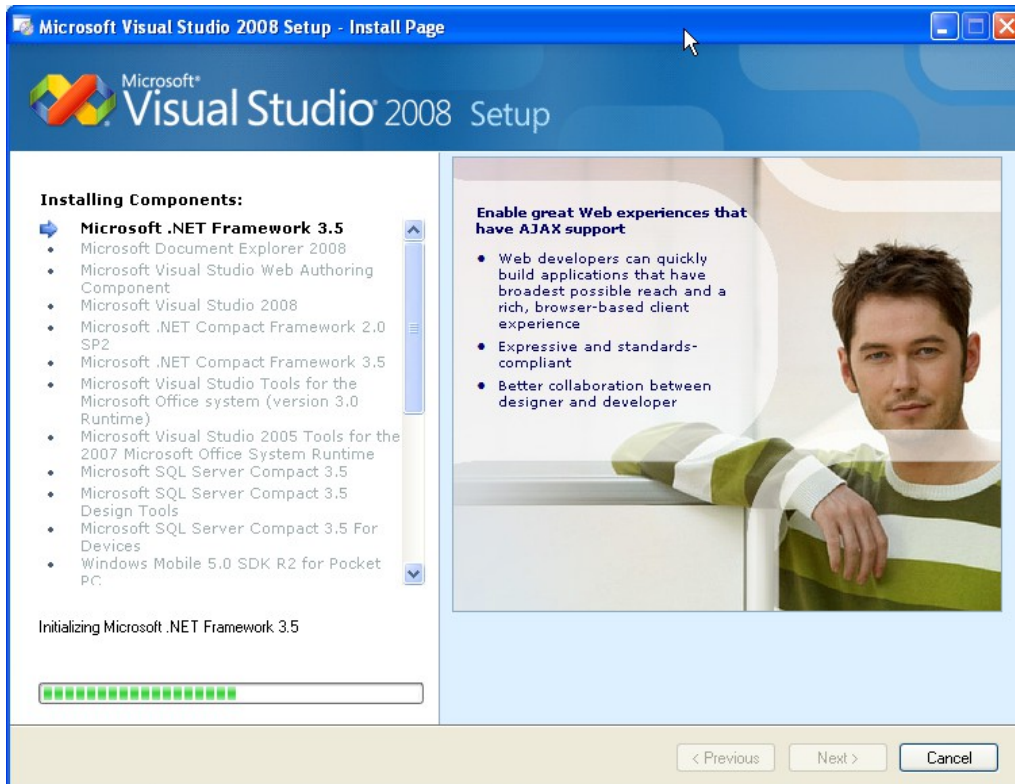 Microsoft Visual Studio 2008 Setup - Install Page
Microsoft®
Visual Studio® 2008 Setup
Installing Components:
Microsoft .NET Framework 3.5
Microsoft Document Explorer 2008
Microsoft Visual Studio Web Authoring
Component
Microsoft Visual Studio 2008
Microsoft .NET Compact Framework 2.0
SP2
Microsoft .NET Compact Framework 3.5
Microsoft Visual Studio Tools for the
Microsoft Office system (version 3.0
Runtime)
Microsoft Visual Studio 2005 Tools for the
2007 Microsoft Office System Runtime
Microsoft SQL Server Compact 3.5
Microsoft SQL Server Compact 3.5
Design Tools
Microsoft SQL Server Compact 3.5 For
Devices
Windows Mobile 5.0 SDK R2 for Pocket
PC
Initializing Microsoft .NET Framework 3.5
Enable great Web experiences that
have AJAX support
• Web developers can quickly
build applications that have
broadest possible reach and a
rich, browser-based client
experience
• Expressive and standards-
compliant
• Better collaboration between
designer and developer
< Previous
Next >
Cancel